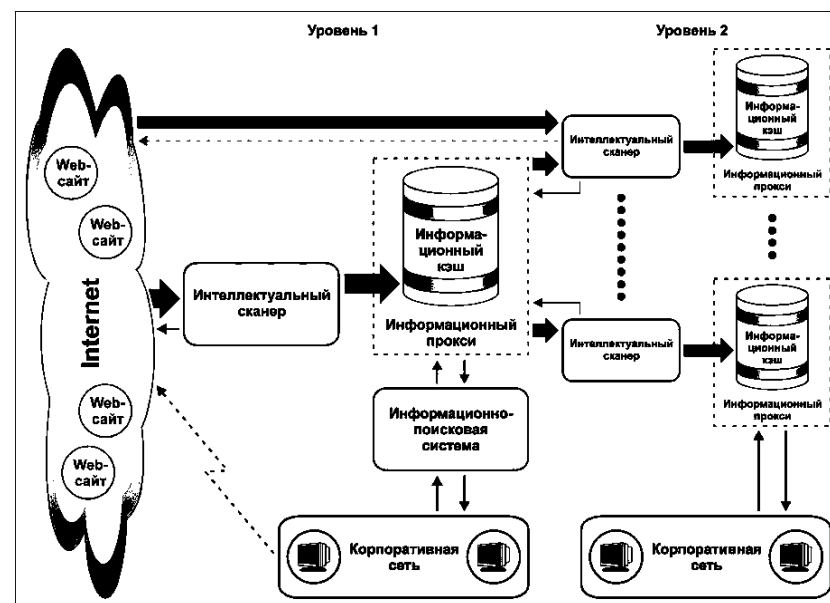 Уровень 1
Уровень 2
Информа-
ционный
кэш
Информационный
прокси
Интеллектуальный
сканер
Web-
сайт
Web-
сайт
Internet
Web-
сайт
Web-
сайт
Интеллектуальный
сканер
Информа-
ционный
кэш
Информационный
прокси
Интеллектуальный
сканер
Информа-
ционный
кэш
Информационный
прокси
Информационно-
поисковая
система
Корпоративная
сеть
Корпоративная
сеть